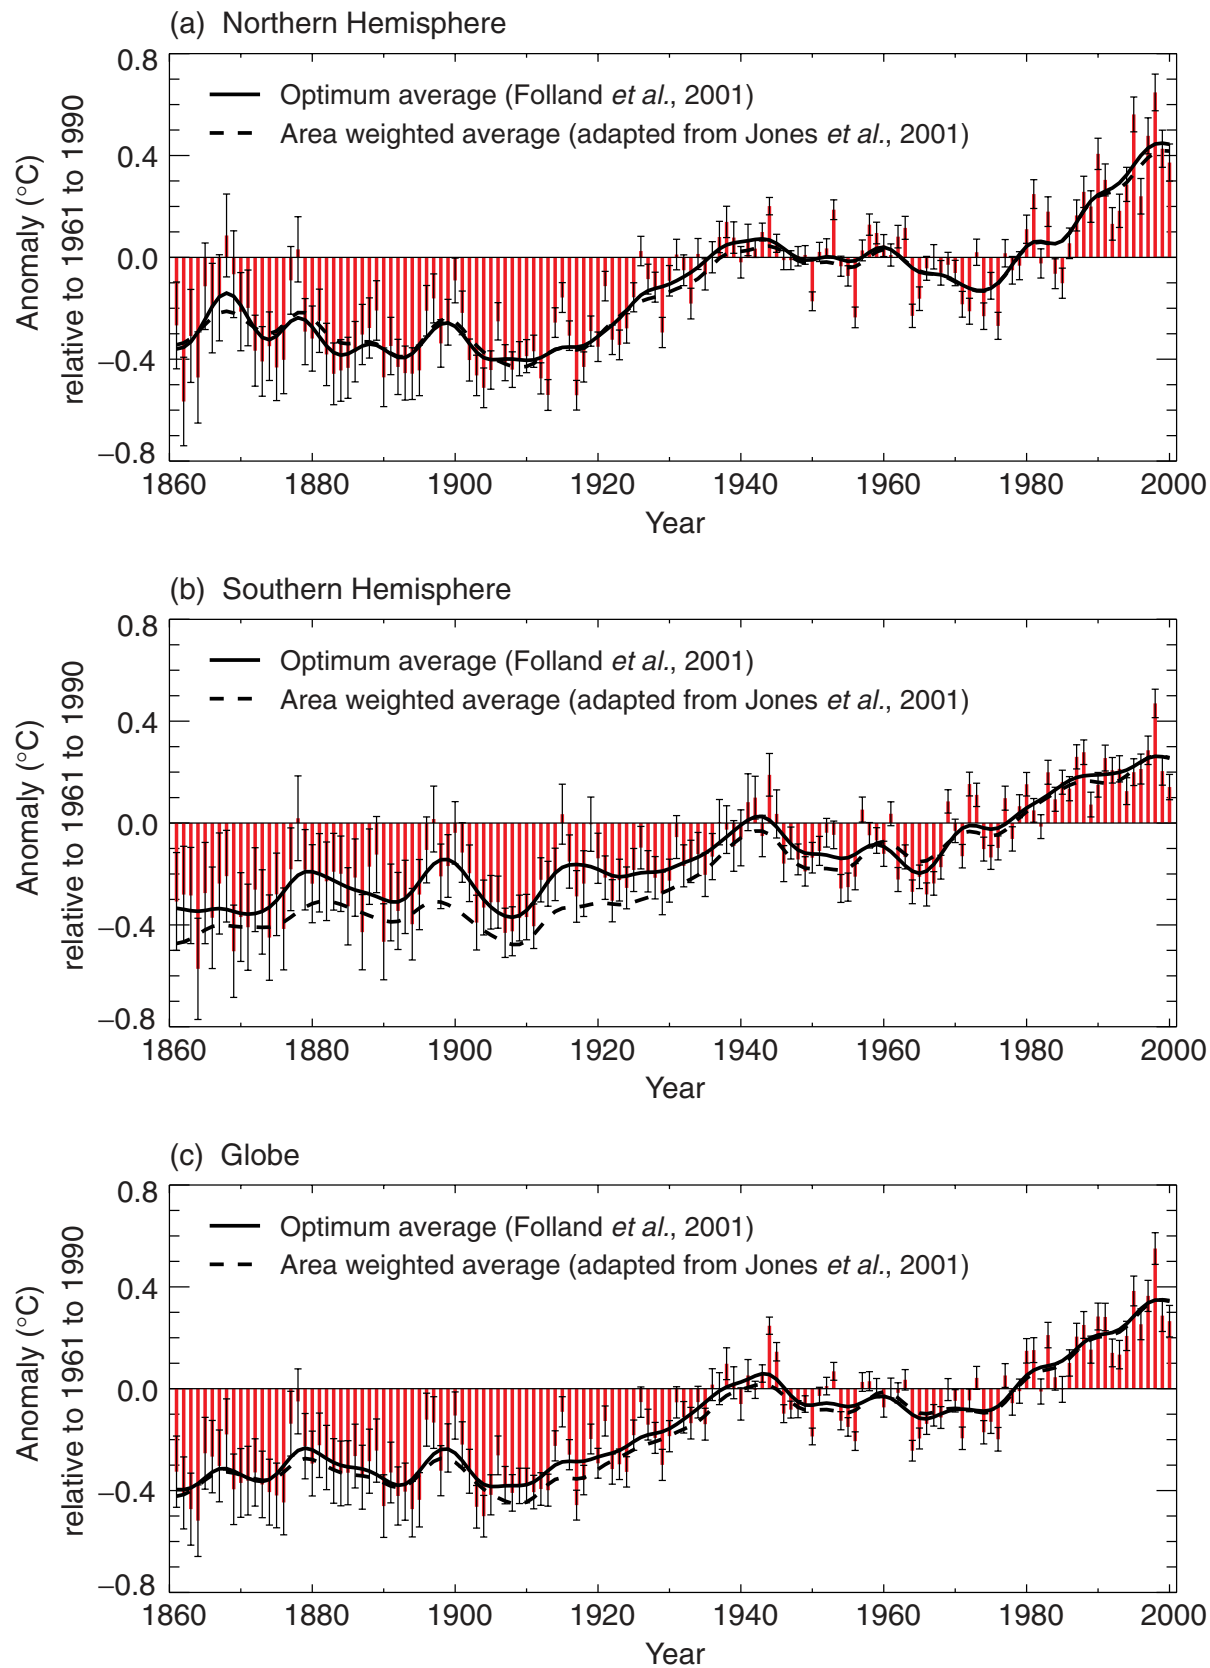 (a) Northern Hemisphere
0.8
Optimum average (Folland et al., 2001)
Area weighted average (adapted from Jones et al., 2001)
0.4
0.0
−0.4
−0.8
Anomaly (°C)
relative to 1961 to 1990
1860 1880 1900 1920 1940 1960 1980 2000
Year
(b) Southern Hemisphere
0.8
Optimum average (Folland et al., 2001)
Area weighted average (adapted from Jones et al., 2001)
0.4
0.0
−0.4
−0.8
Anomaly (°C)
relative to 1961 to 1990
1860 1880 1900 1920 1940 1960 1980 2000
Year
(c) Globe
0.8
Optimum average (Folland et al., 2001)
Area weighted average (adapted from Jones et al., 2001)
0.4
0.0
−0.4
−0.8
Anomaly (°C)
relative to 1961 to 1990
1860 1880 1900 1920 1940 1960 1980 2000
Year